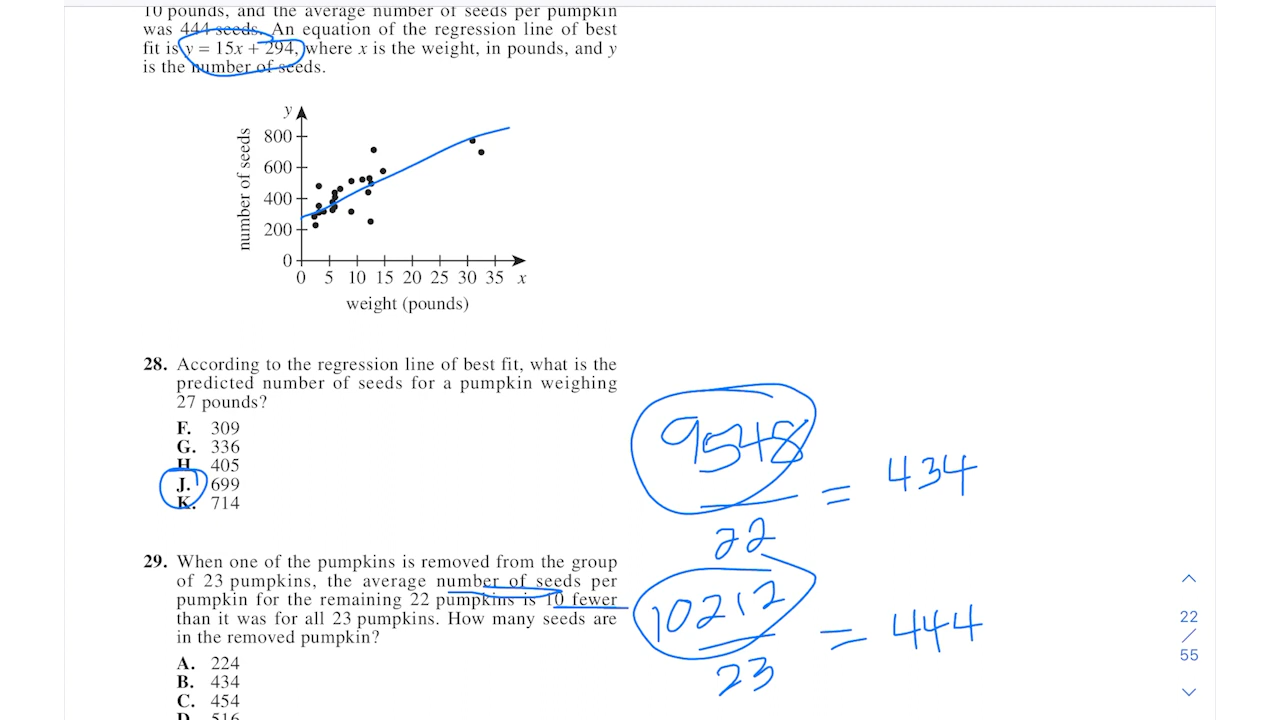 10 pounds, and the average number of seeds per pumpkin
was 444 seeds. An equation of the regression line of best
fit is y = 15x + 294, where x is the weight, in pounds, and y
is the number of seeds.
y
800
600
400
200
0
number of seeds
0 5 10 15 20 25 30 35 x
weight (pounds)
28. According to the regression line of best fit, what is the
predicted number of seeds for a pumpkin weighing
27 pounds?
F. 309
G. 336
H. 405
J. 699
K. 714
29. When one of the pumpkins is removed from the group
of 23 pumpkins, the average number of seeds per
pumpkin for the remaining 22 pumpkins is 10 fewer
than it was for all 23 pumpkins. How many seeds are
in the removed pumpkin?
A. 224
B. 434
C. 454
D. 516
9548
22
= 434
10212
23
= 444
22
/
55